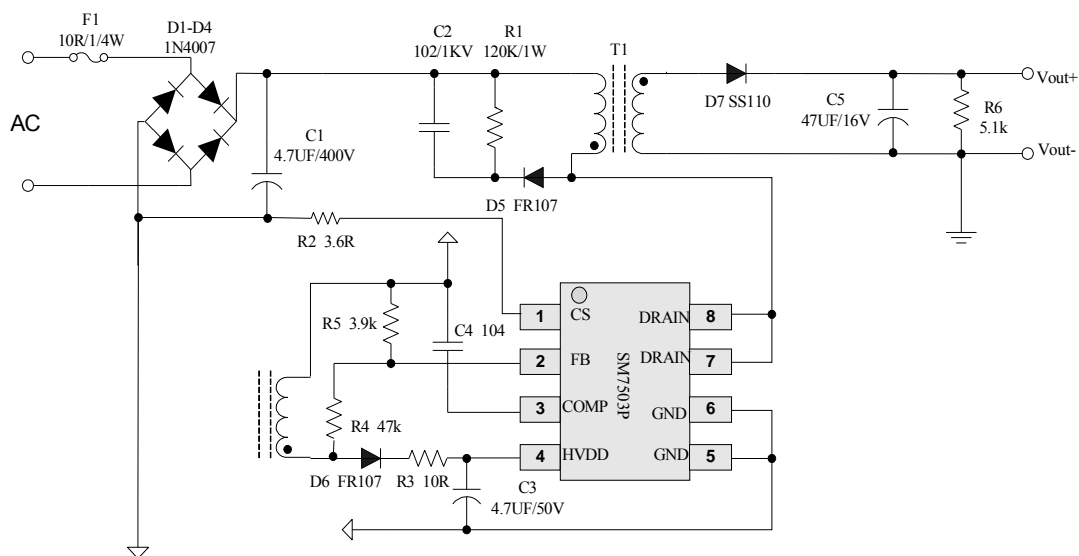 F1
10R/1/4W
D1-D4
1N4007
C2
102/1KV
R1
120K/1W
T1
D7 SS110
C5
47UF/16V
R6
5.1k
Vout+
Vout-
AC
C1
4.7UF/400V
D5 FR107
R2 3.6R
R5 3.9k
C4 104
R4 47k
D6 FR107
R3 10R
C3
4.7UF/50V
1
CS
DRAIN
8
2
FB
DRAIN
7
3
COMP
GND
6
4
HVDD
GND
5
SM7503P